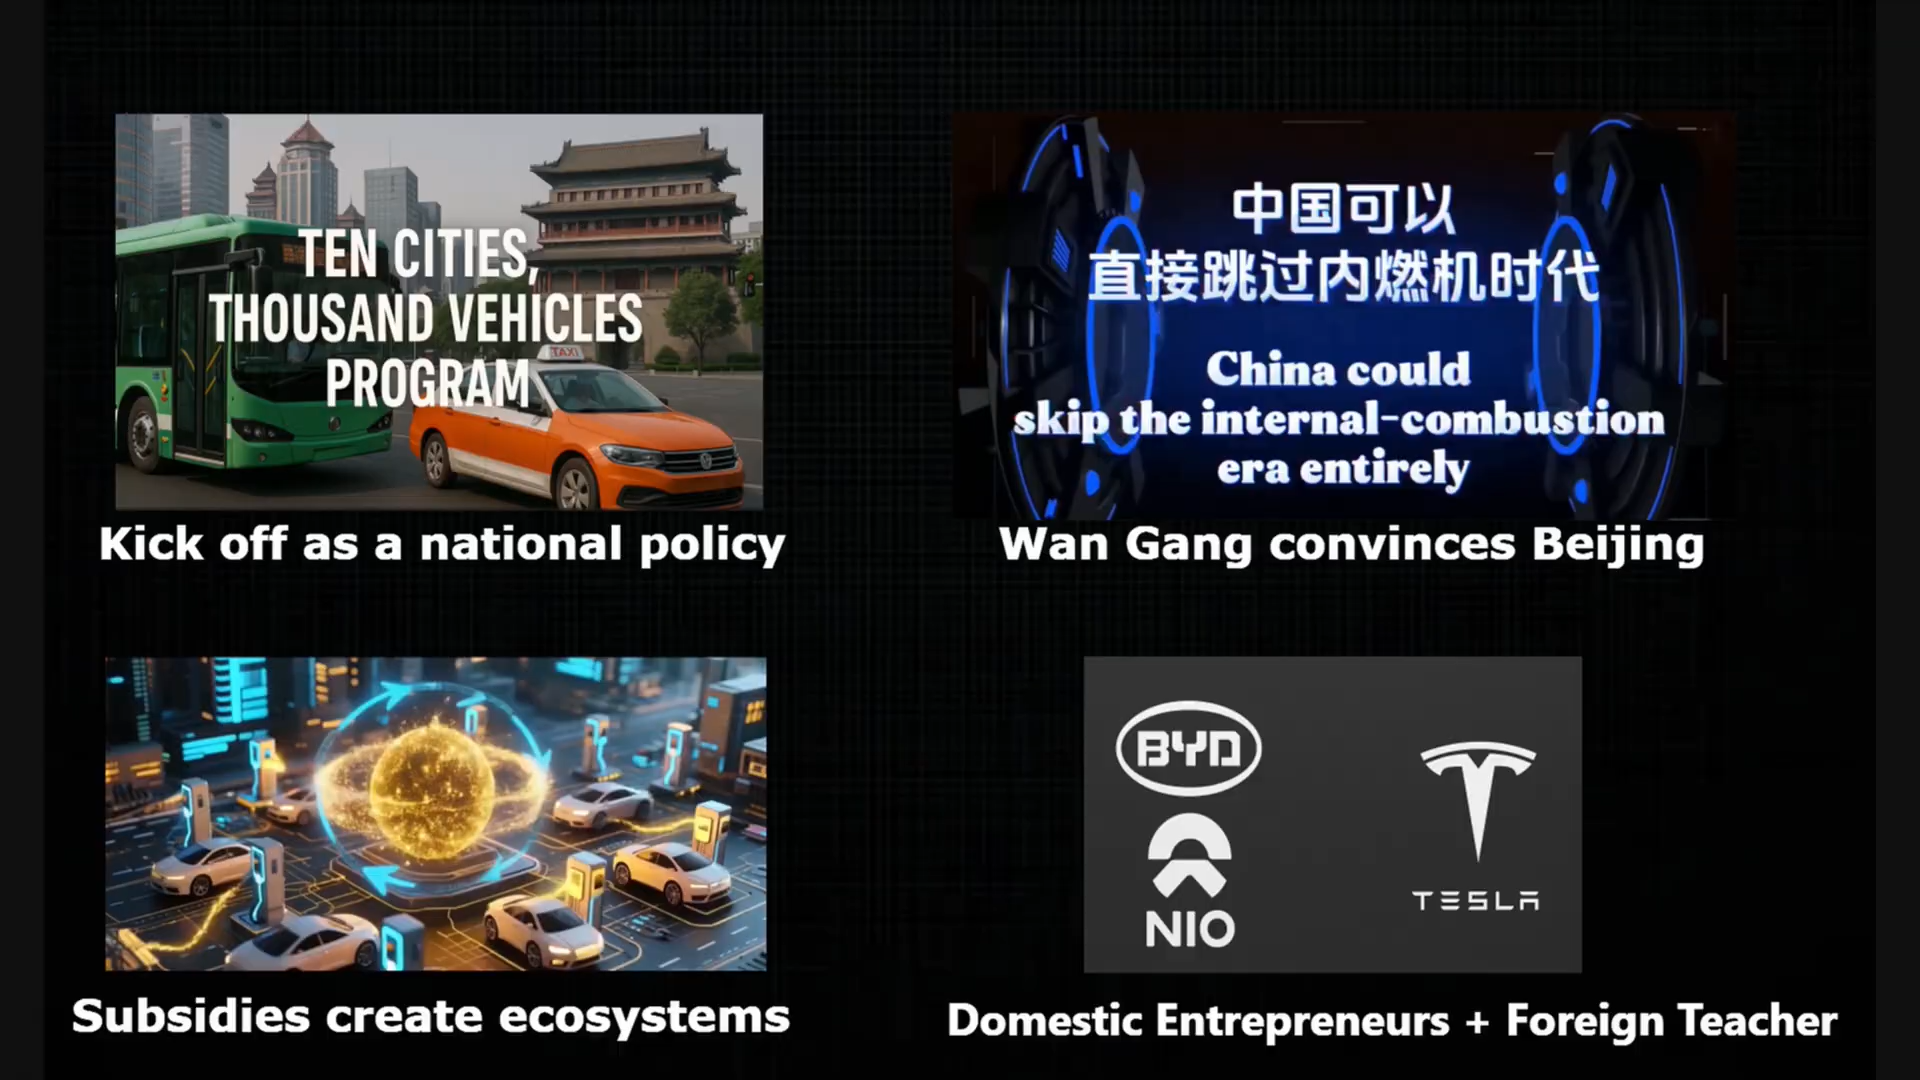 TEN CITIES,
THOUSAND VEHICLES
PROGRAM
TAXI
Kick off as a national policy
中国可以
直接跳过内燃机时代
China could
skip the internal-combustion
era entirely
Wan Gang convinces Beijing
Subsidies create ecosystems
BYD
NIO
TESLA
Domestic Entrepreneurs + Foreign Teacher